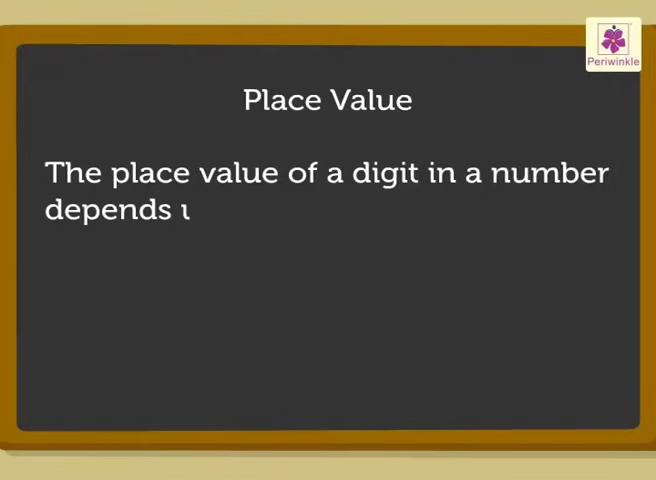 Periwinkle
Place Value
The place value of a digit in a number
depends